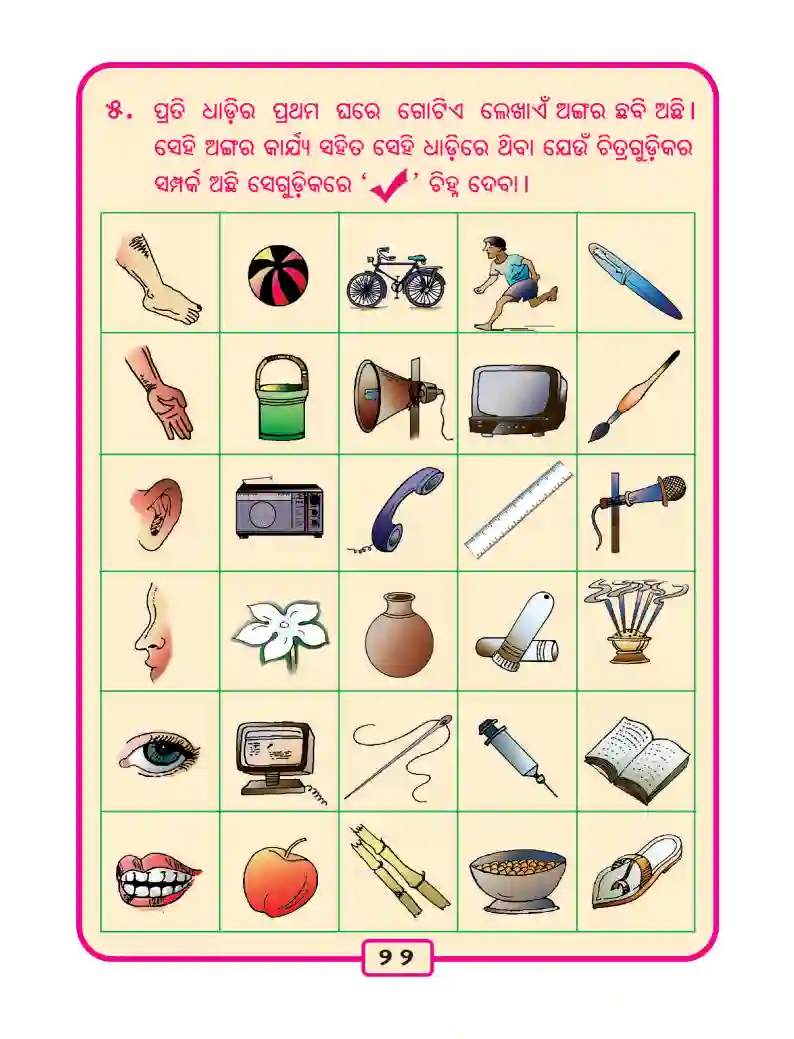 ୫. ପ୍ରତି ଧାଡ଼ିର ପ୍ରଥମ ଘରେ ଗୋଟିଏ ଲେଖାଏଁ ଅଙ୍ଗର ଛବି ଅଛି।
ସେହି ଅଙ୍ଗର କାର୍ଯ୍ୟ ସହିତ ସେହି ଧାଡ଼ିରେ ଥିବା ଯେଉଁ ଚିତ୍ରଗୁଡ଼ିକର
ସମ୍ପର୍କ ଅଛି ସେଗୁଡ଼ିକରେ ‘✓’ ଚିହ୍ନ ଦେବା।
୨୨